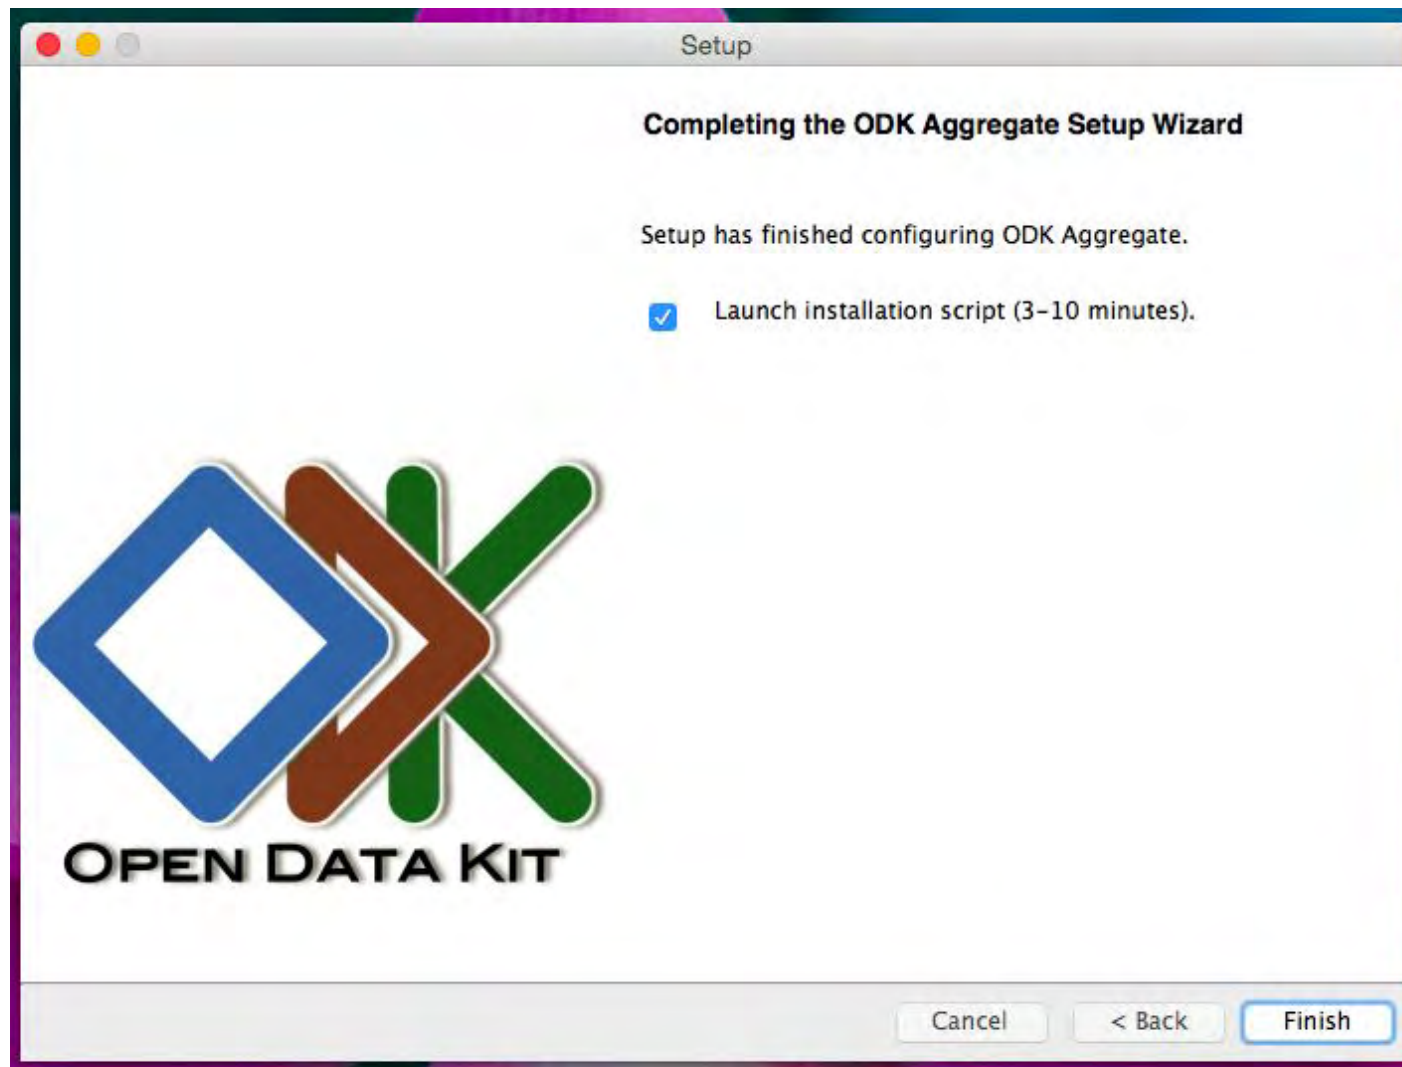 Setup
Completing the ODK Aggregate Setup Wizard
Setup has finished configuring ODK Aggregate.
Launch installation script (3-10 minutes).
OPEN DATA KIT
Cancel
< Back
Finish